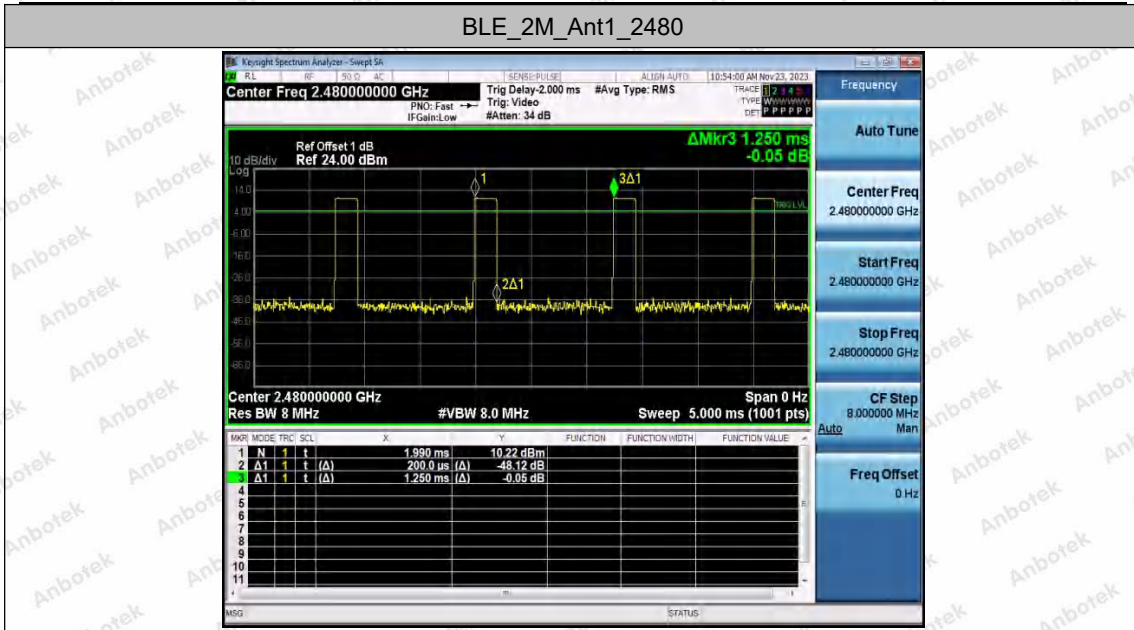 BLE_2M_Ant1_2480
Keysight Spectrum Analyzer - Swept SA
RL RF 50 Ω AC SENSE:PULSE ALIGN AUTO 10:54:00 AM Nov 23, 2023
Center Freq 2.480000000 GHz
PNO: Fast
IFGain:Low
Trig Delay-2.000 ms
Trig: Video
#Atten: 34 dB
#Avg Type: RMS
TRACE 1 2 3 4 5
TYPE W
DET P P P P P P
Frequency
Auto Tune
Center Freq
2.480000000 GHz
Start Freq
2.480000000 GHz
Stop Freq
2.480000000 GHz
CF Step
8.000000 MHz
Auto Man
Freq Offset
0 Hz
ΔMkr3 1.250 ms
-0.05 dB
Ref Offset 1 dB
10 dB/div Ref 24.00 dBm
Log
14.0
4.00
-6.00
-16.0
-26.0
-36.0
-46.0
-56.0
-66.0
1
2Δ1
3Δ1
TRIG LVL
Center 2.480000000 GHz Span 0 Hz
Res BW 8 MHz #VBW 8.0 MHz Sweep 5.000 ms (1001 pts)
MKR MODE TRC SCL X Y FUNCTION FUNCTION WIDTH FUNCTION VALUE
1 N 1 t 1.990 ms 10.22 dBm
2 Δ1 1 t (Δ) 200.0 µs (Δ) -48.12 dB
3 Δ1 1 t (Δ) 1.250 ms (Δ) -0.05 dB
4
5
6
7
8
9
10
11
MSG STATUS
Anbotek